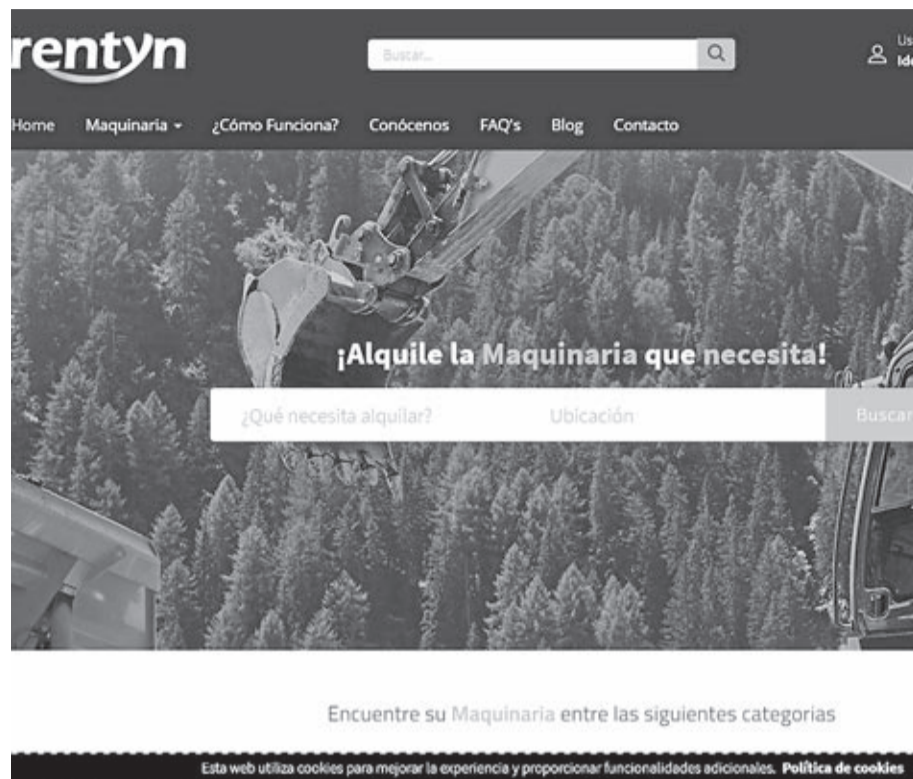 rentyn
Buscar...
Home Maquinaria ¿Cómo Funciona? Conócenos FAQ's Blog Contacto
¡Alquile la Maquinaria que necesita!
¿Qué necesita alquilar? Ubicación Buscar
Encuentre su Maquinaria entre las siguientes categorias
Esta web utiliza cookies para mejorar la experiencia y proporcionar funcionalidades adicionales. Política de cookies